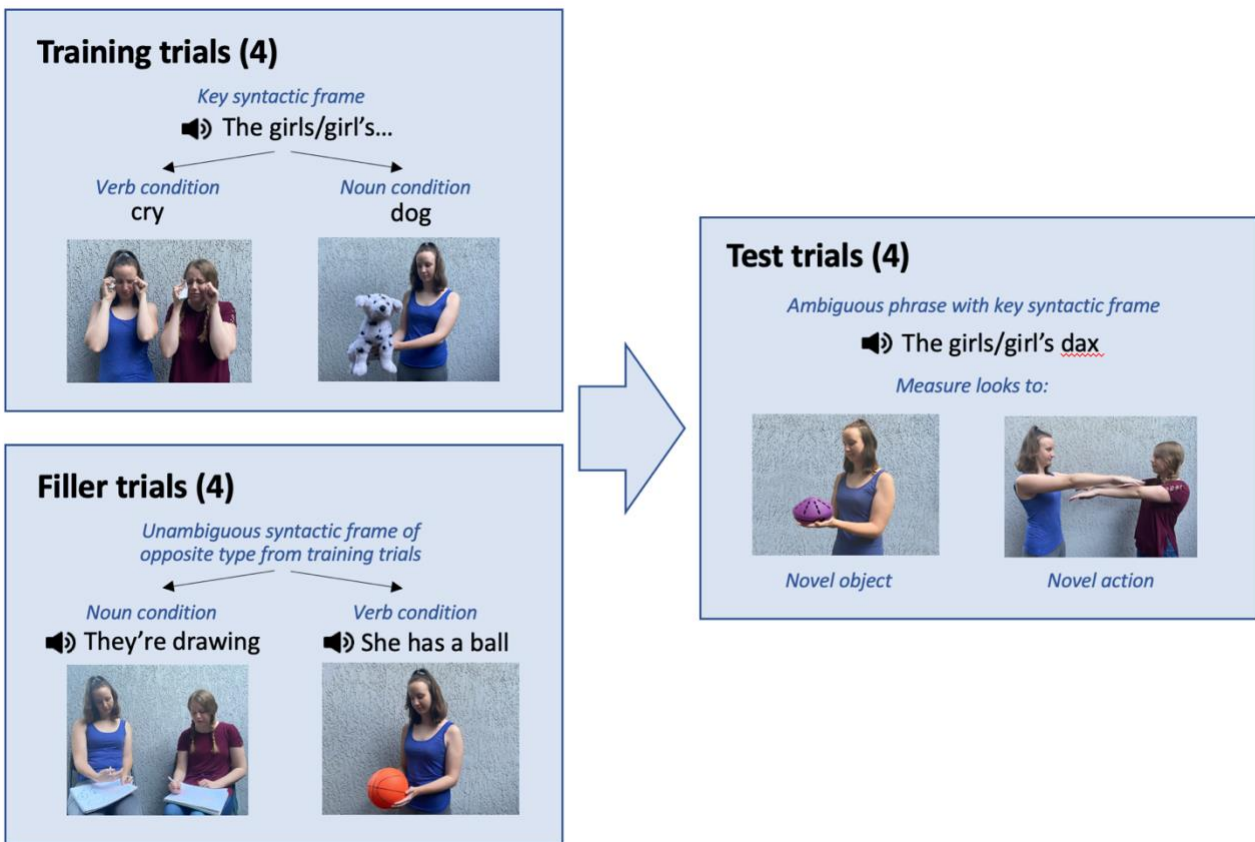 Training trials (4)
Key syntactic frame
The girls/girl's...
Verb condition
cry
Noun condition
dog
Filler trials (4)
Unambiguous syntactic frame of
opposite type from training trials
Noun condition
They're drawing
Verb condition
She has a ball
Test trials (4)
Ambiguous phrase with key syntactic frame
The girls/girl's dax
Measure looks to:
Novel object
Novel action